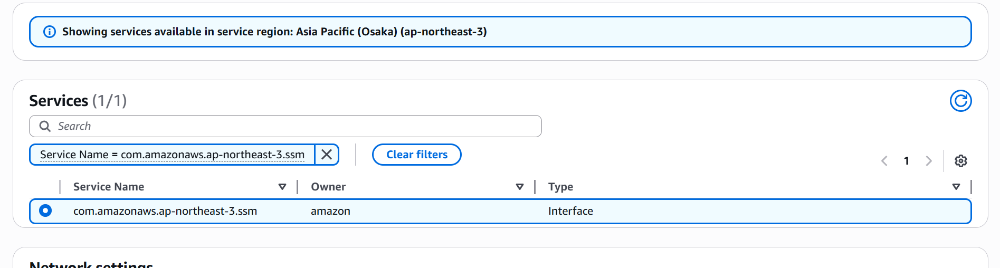 Showing services available in service region: Asia Pacific (Osaka) (ap-northeast-3)
Services (1/1)
Search
Service Name = com.amazonaws.ap-northeast-3.ssm
Clear filters
1
Service Name Owner Type
com.amazonaws.ap-northeast-3.ssm amazon Interface
Network settings